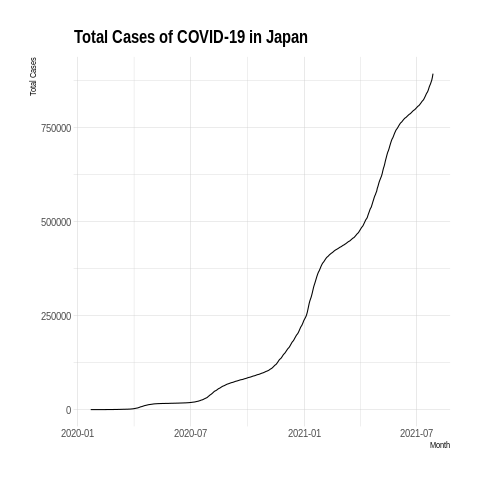 Total Cases of COVID-19 in Japan
Total Cases
750000
500000
250000
0
2020-01 2020-07 2021-01 2021-07
Month